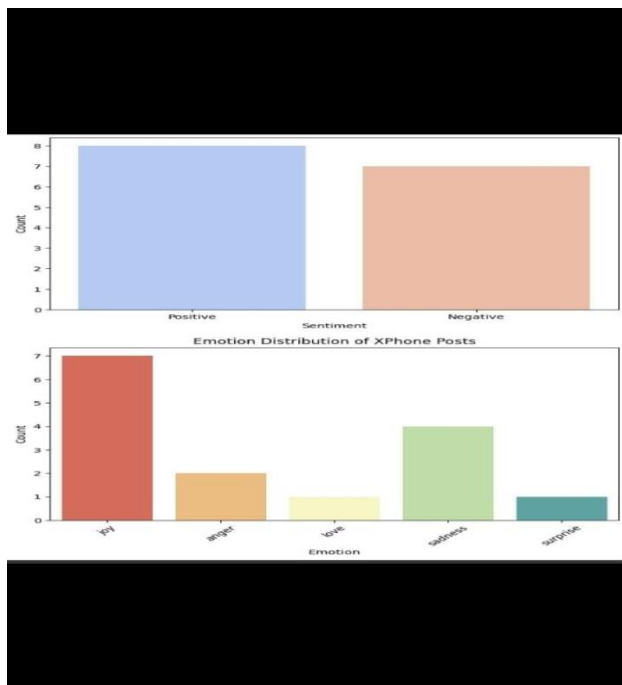 8
7
6
5
4
3
2
1
0
Count
Positive Negative
Sentiment
Emotion Distribution of XPhone Posts
7
6
5
4
3
2
1
0
Count
joy anger love sadness surprise
Emotion